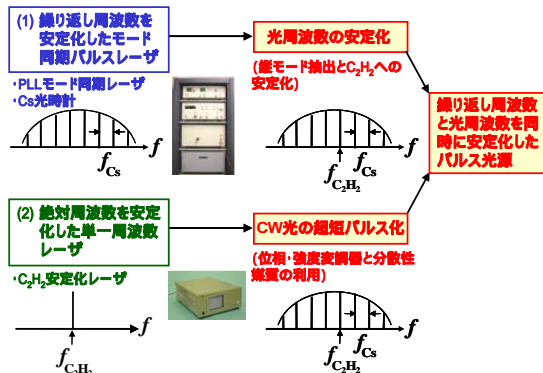 (1) 繰り返し周波数を
安定化したモード
同期パルスレーザ
・PLLモード同期レーザ
・Cs光時計
f
fCs
光周波数の安定化
(縦モード抽出とC2H2への
安定化)
f
fCs
fC2H2
繰り返し周波数
と光周波数を同
時に安定化した
パルス光源
(2) 絶対周波数を安定
化した単一周波数
レーザ
・C2H2安定化レーザ
f
fC2H2
CW光の超短パルス化
(位相・強度変調器と分散性
媒質の利用)
f
fCs
fC2H2